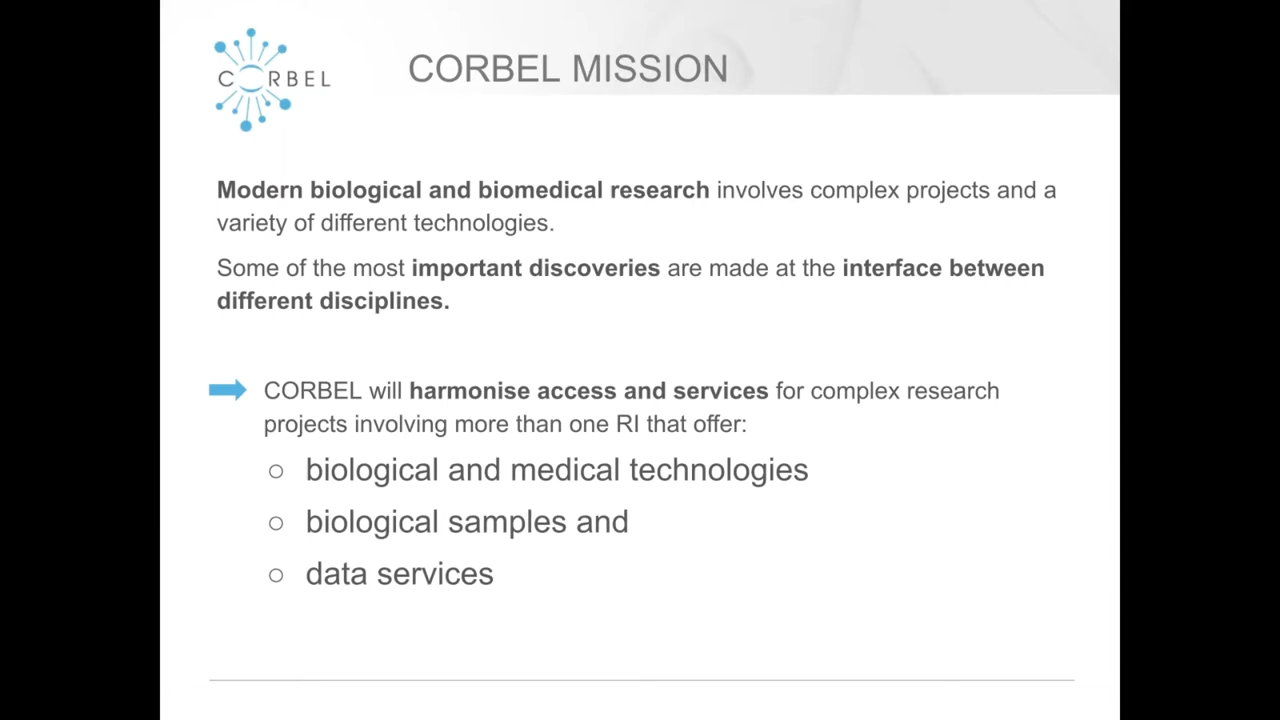 CORBEL
CORBEL MISSION
Modern biological and biomedical research involves complex projects and a
variety of different technologies.
Some of the most important discoveries are made at the interface between
different disciplines.
CORBEL will harmonise access and services for complex research
projects involving more than one RI that offer:
○ biological and medical technologies
○ biological samples and
○ data services